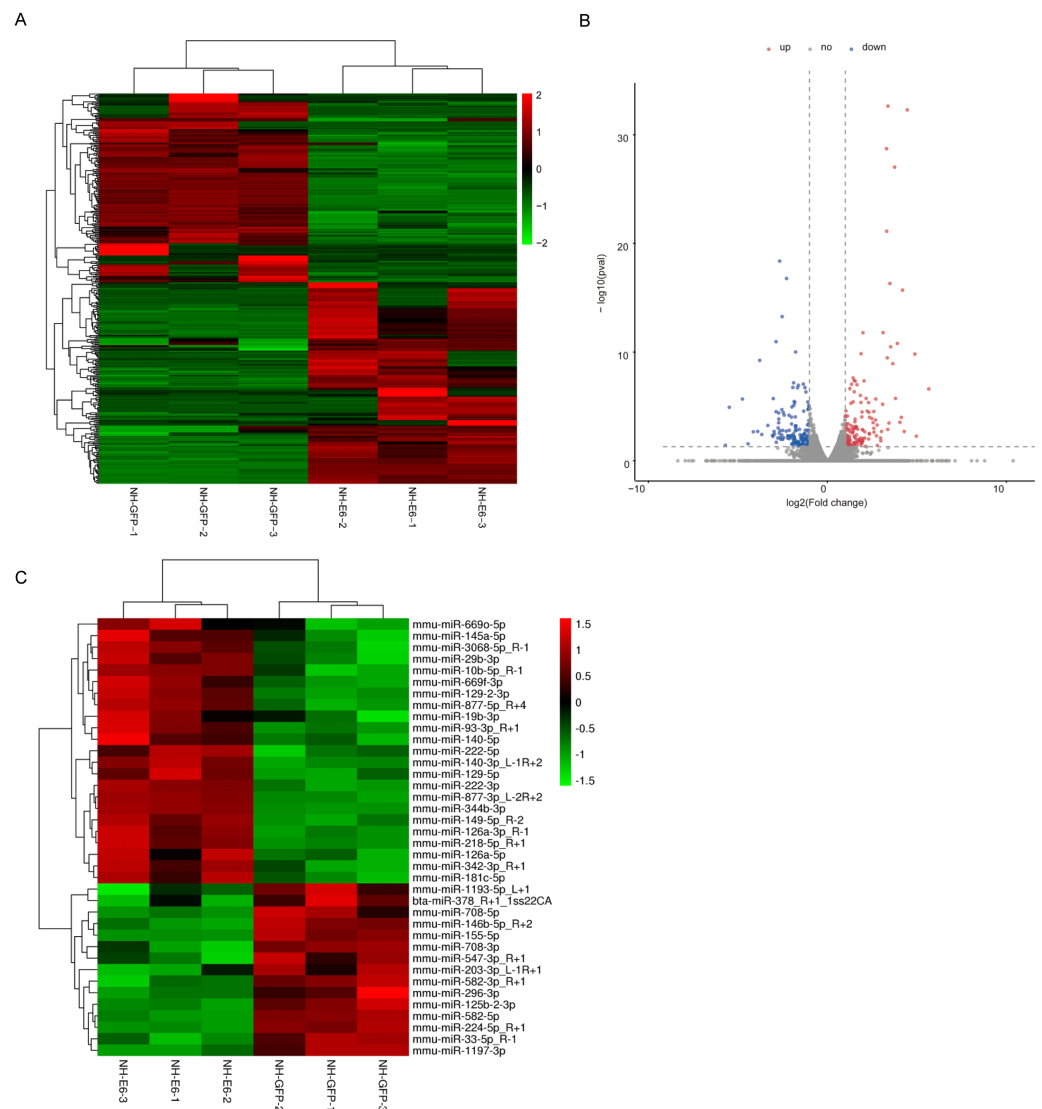 A
2
1
0
−1
−2
NH-GFP−1
NH-GFP−2
NH-GFP−3
NH-E6−2
NH-E6−1
NH-E6−3
B
up no down
30
20
10
0
− log10(pval)
−10 0 10
log2(Fold change)
C
mmu-miR-669o-5p
mmu-miR-145a-5p
mmu-miR-3068-5p_R-1
mmu-miR-29b-3p
mmu-miR-10b-5p_R-1
mmu-miR-669f-3p
mmu-miR-129-2-3p
mmu-miR-877-5p_R+4
mmu-miR-19b-3p
mmu-miR-93-3p_R+1
mmu-miR-140-5p
mmu-miR-222-5p
mmu-miR-140-3p_L-1R+2
mmu-miR-129-5p
mmu-miR-222-3p
mmu-miR-877-3p_L-2R+2
mmu-miR-344b-3p
mmu-miR-149-5p_R-2
mmu-miR-126a-3p_R-1
mmu-miR-218-5p_R+1
mmu-miR-126a-5p
mmu-miR-342-3p_R+1
mmu-miR-181c-5p
mmu-miR-1193-5p_L+1
bta-miR-378_R+1_1ss22CA
mmu-miR-708-5p
mmu-miR-146b-5p_R+2
mmu-miR-155-5p
mmu-miR-708-3p
mmu-miR-547-3p_R+1
mmu-miR-203-3p_L-1R+1
mmu-miR-582-3p_R+1
mmu-miR-296-3p
mmu-miR-125b-2-3p
mmu-miR-582-5p
mmu-miR-224-5p_R+1
mmu-miR-33-5p_R-1
mmu-miR-1197-3p
1.5
1
0.5
0
-0.5
-1
-1.5
NH-E6-3
NH-E6-1
NH-E6-2
NH-GFP-2
NH-GFP-1
NH-GFP-3